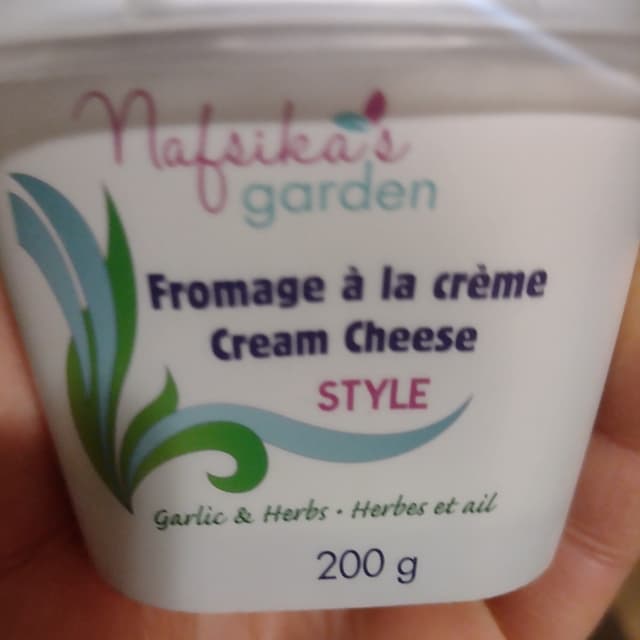 Nafsika's
garden
Fromage à la crème
Cream Cheese
STYLE
Garlic & Herbs • Herbes et ail
200 g